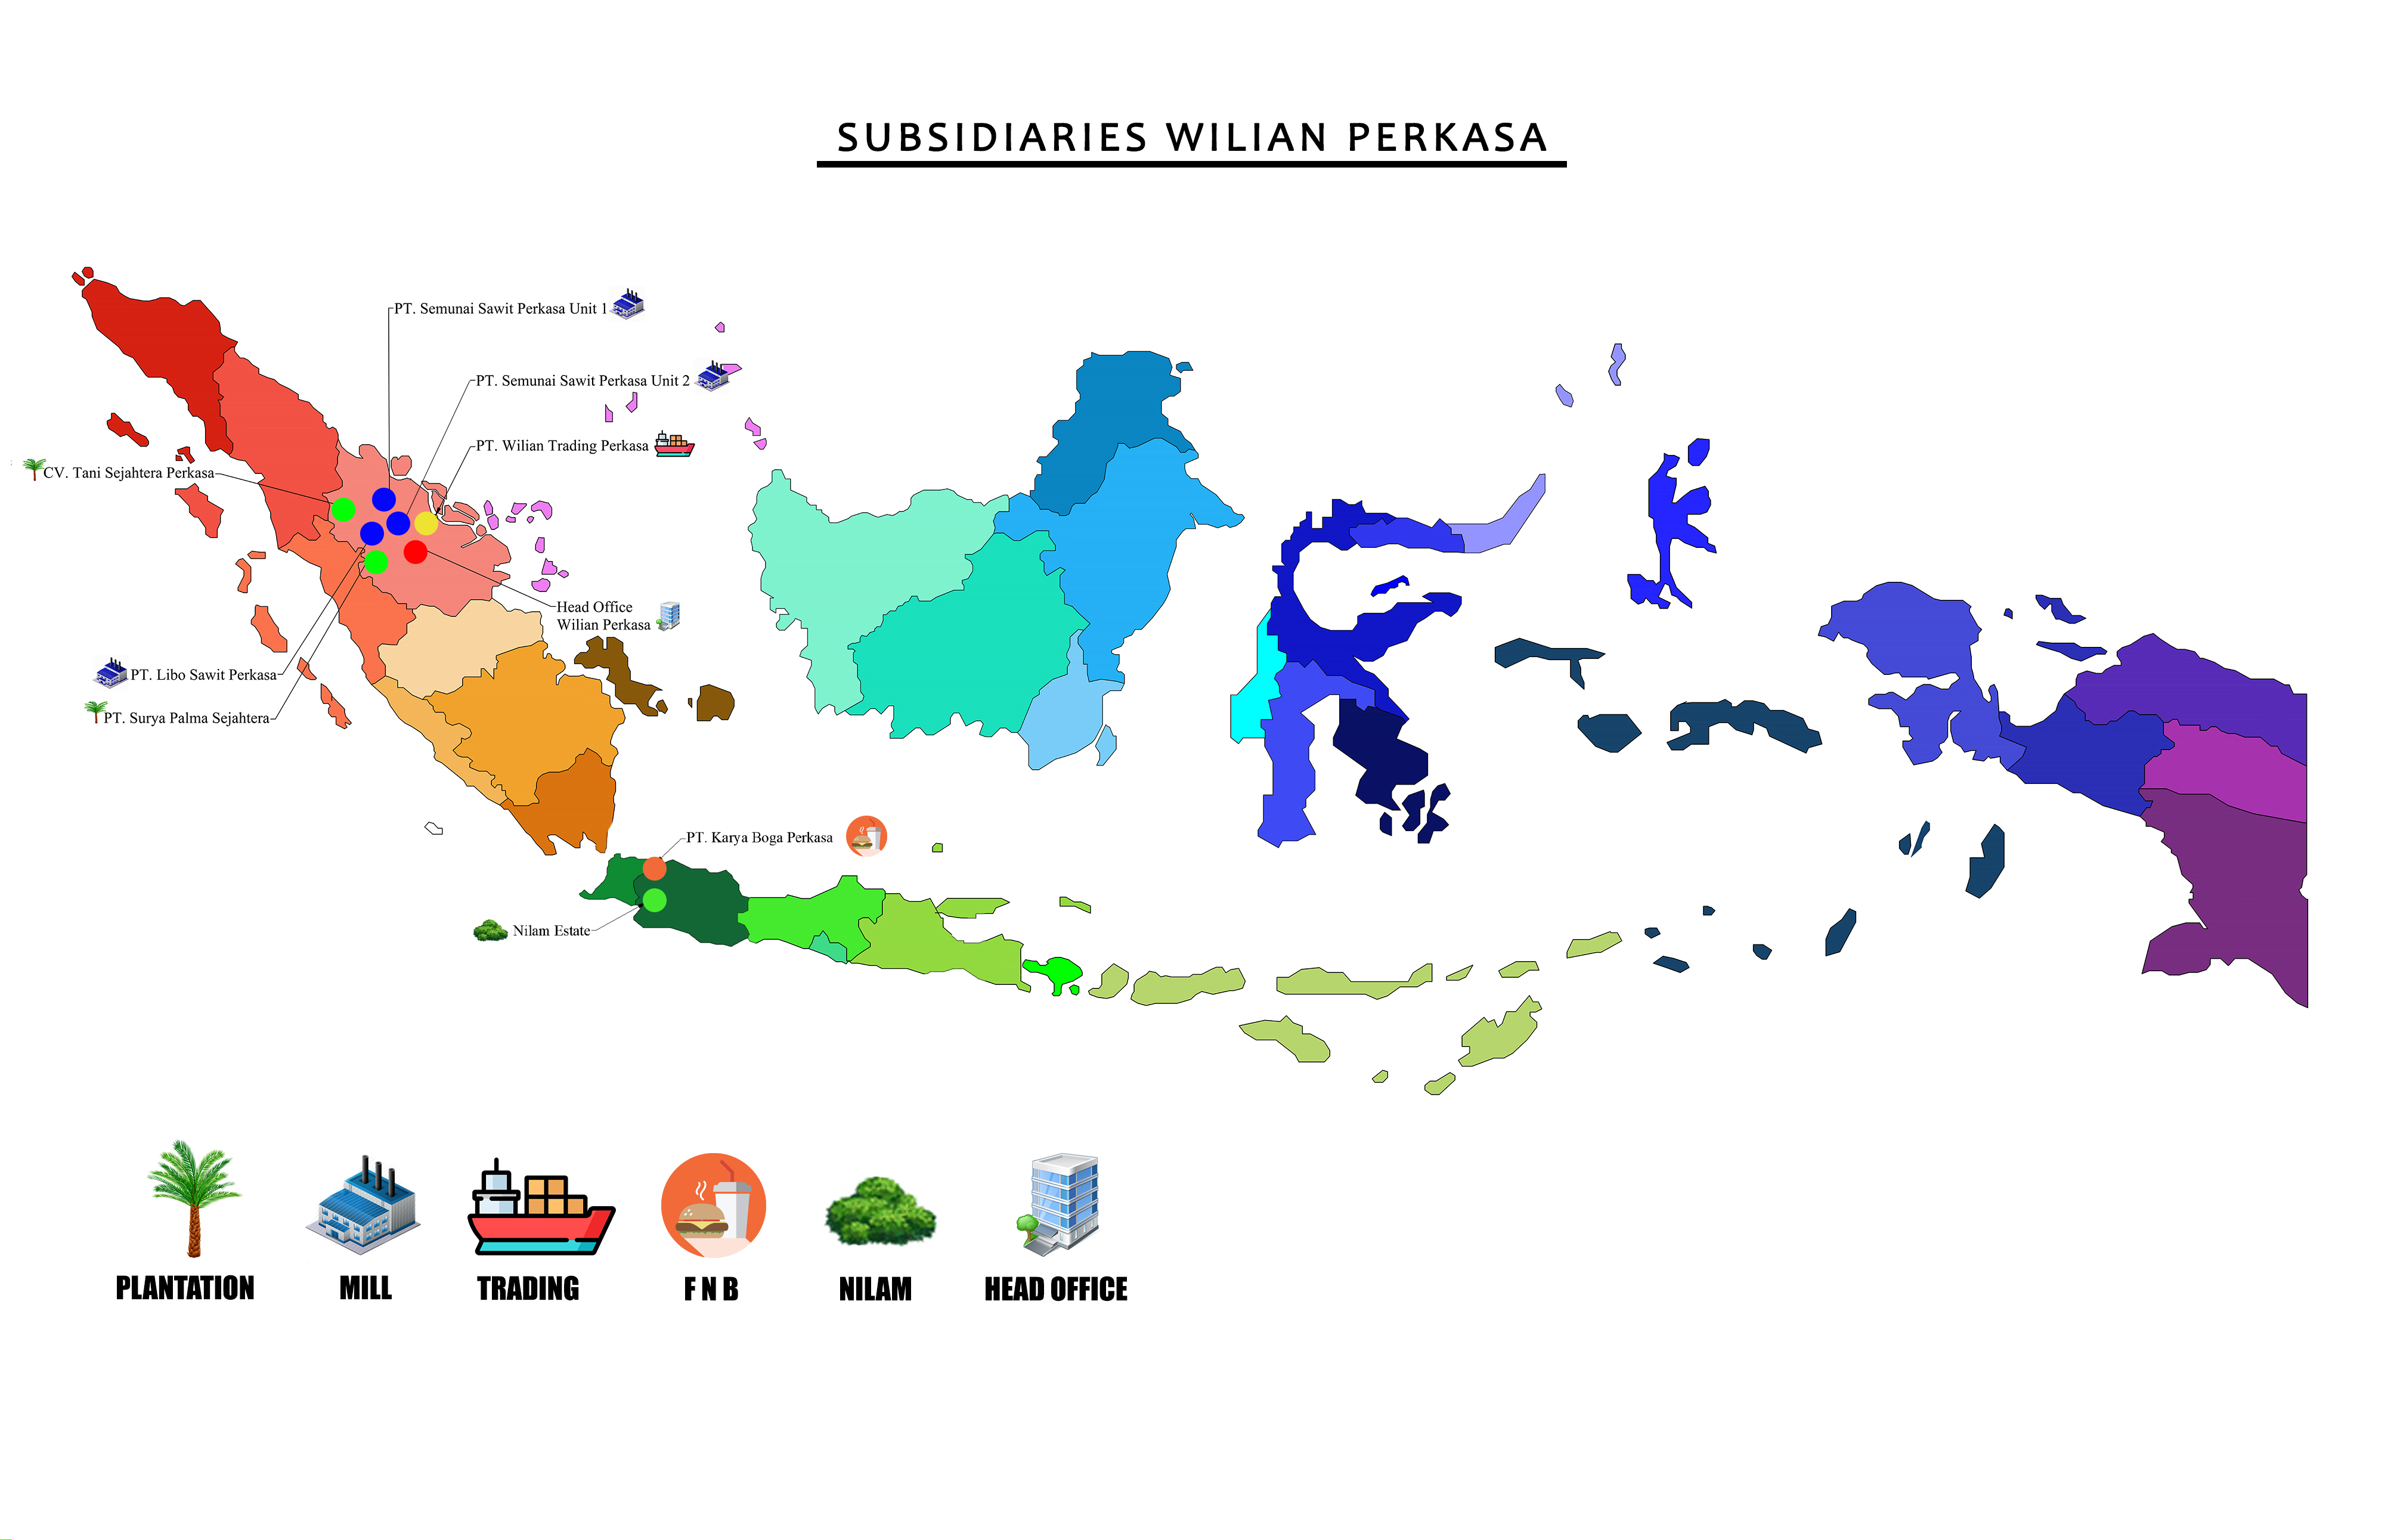 SUBSIDIARIES WILIAN PERKASA
PT. Semunai Sawit Perkasa Unit 1
PT. Semunai Sawit Perkasa Unit 2
PT. Wilian Trading Perkasa
CV. Tani Sejahtera Perkasa
Head Office
Wilian Perkasa
PT. Libo Sawit Perkasa
PT. Surya Palma Sejahtera
PT. Karya Boga Perkasa
Nilam Estate
PLANTATION
MILL
TRADING
F N B
NILAM
HEAD OFFICE